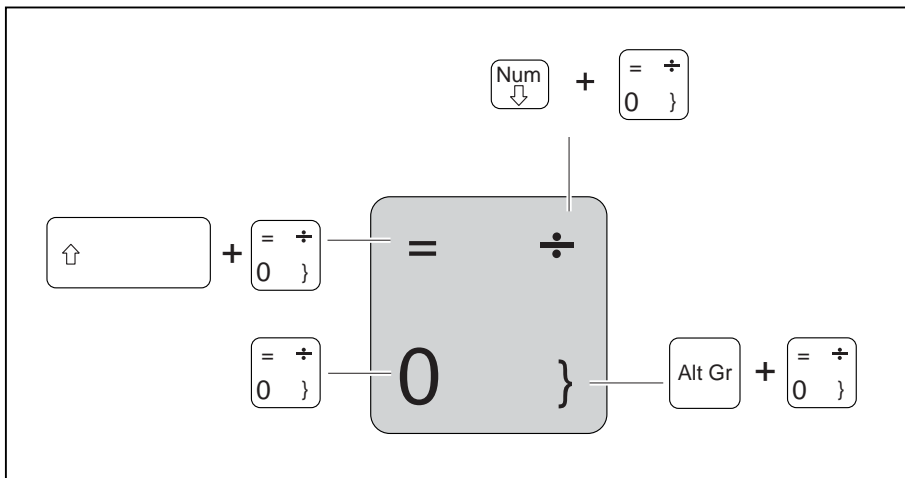 Num + = ÷
0 }
+ = ÷
0 }
= ÷
0 }
= ÷
0 }
Alt Gr + = ÷
0 }